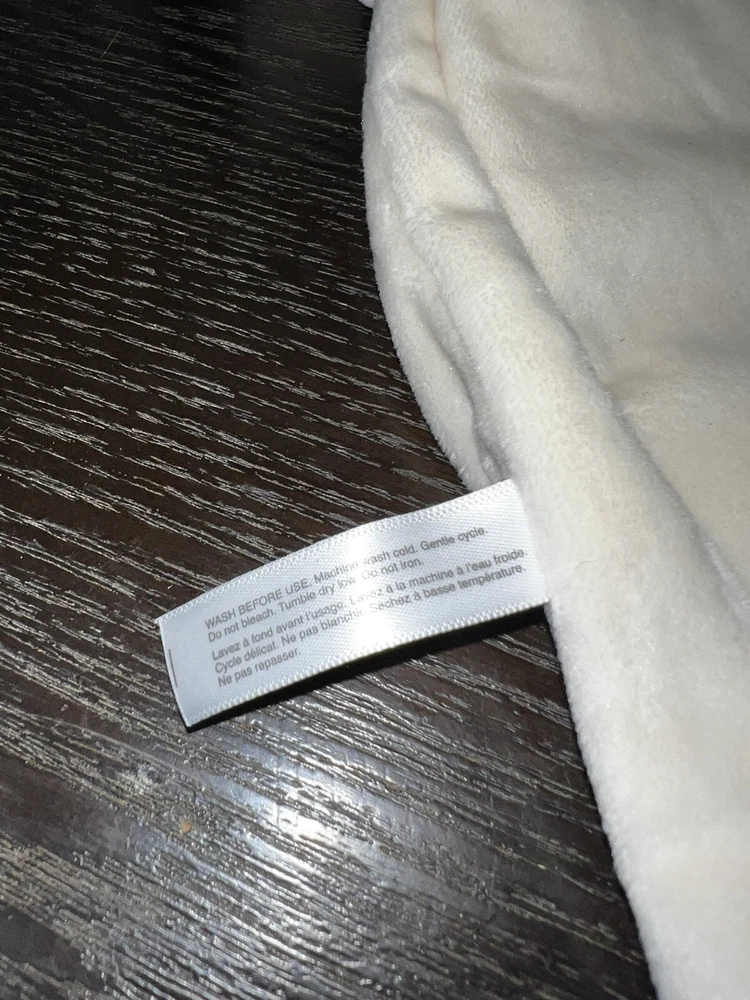 WASH BEFORE USE. Machine wash cold. Gentle cycle.
Do not bleach. Tumble dry low. Do not iron.
Lavez à fond avant l'usage. Lavez à la machine à l'eau froide.
Cycle délicat. Ne pas blanchir. Séchez à basse température.
Ne pas repasser.